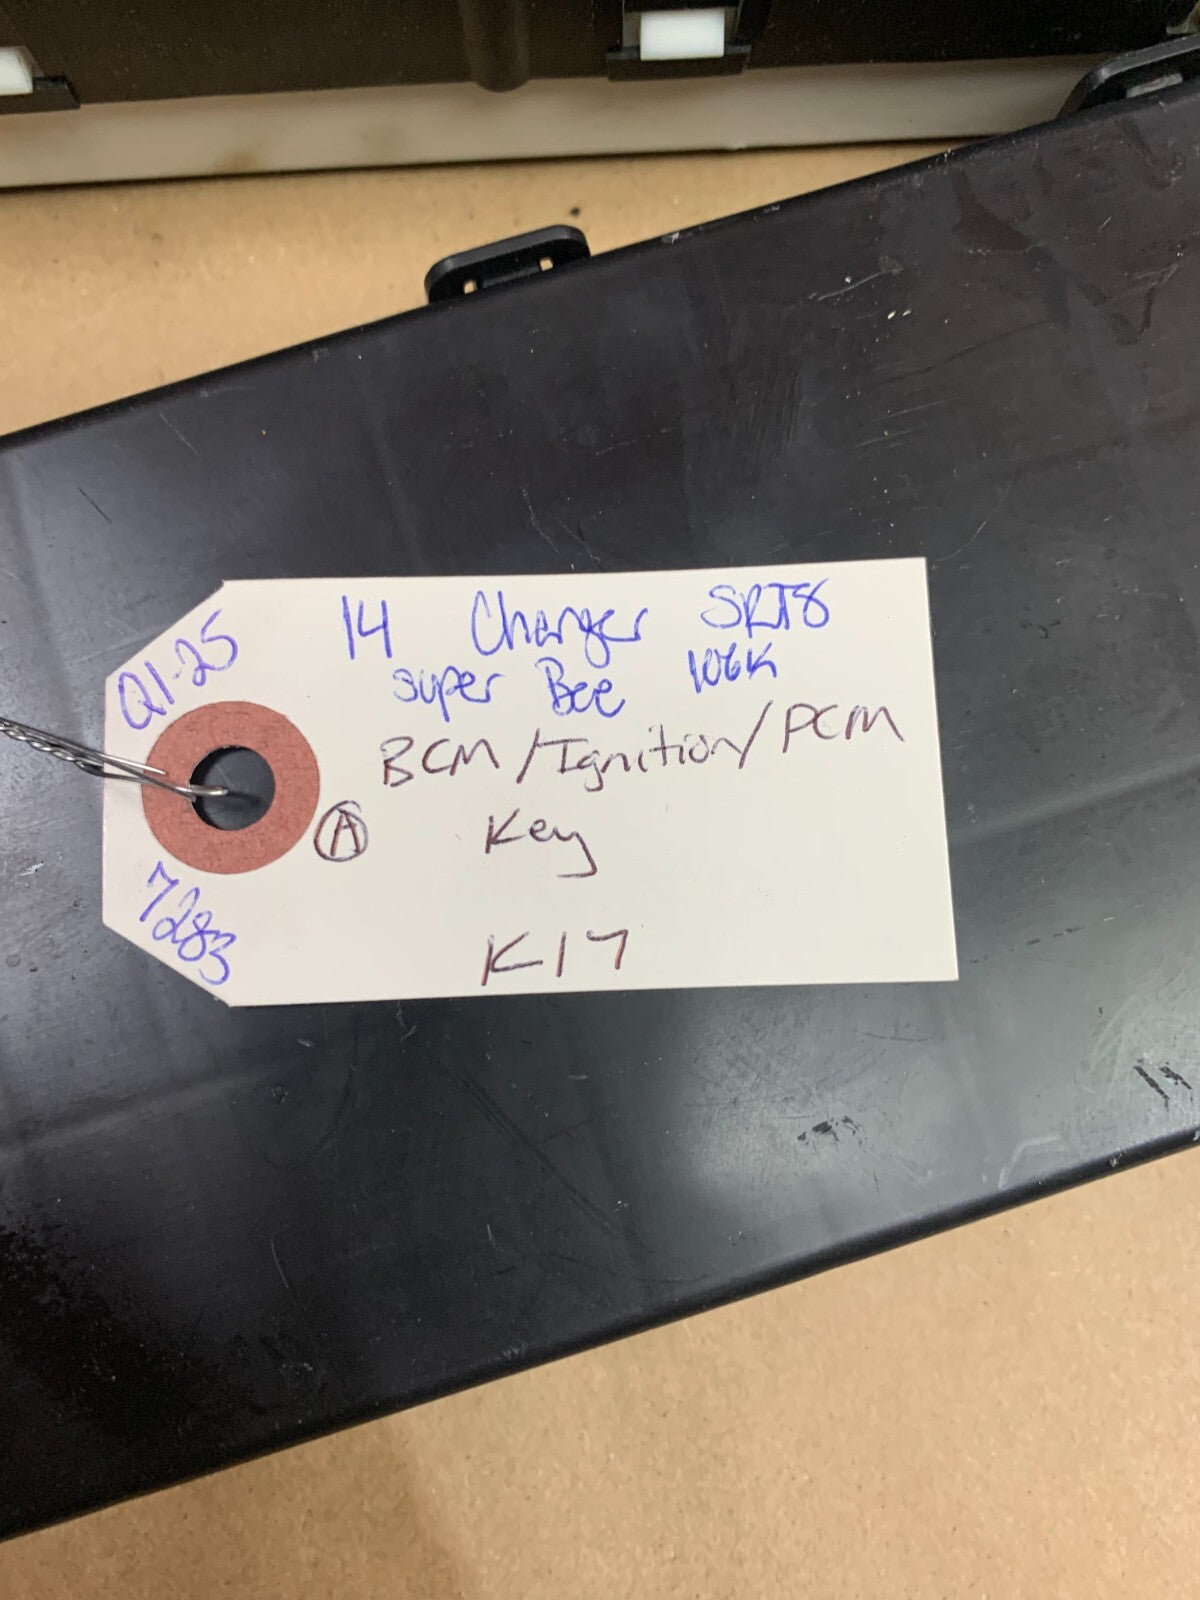 Q1-25
14 Charger SRT8
super Bee 106K
BCM/Ignition/PCM
A Key
7283
K17